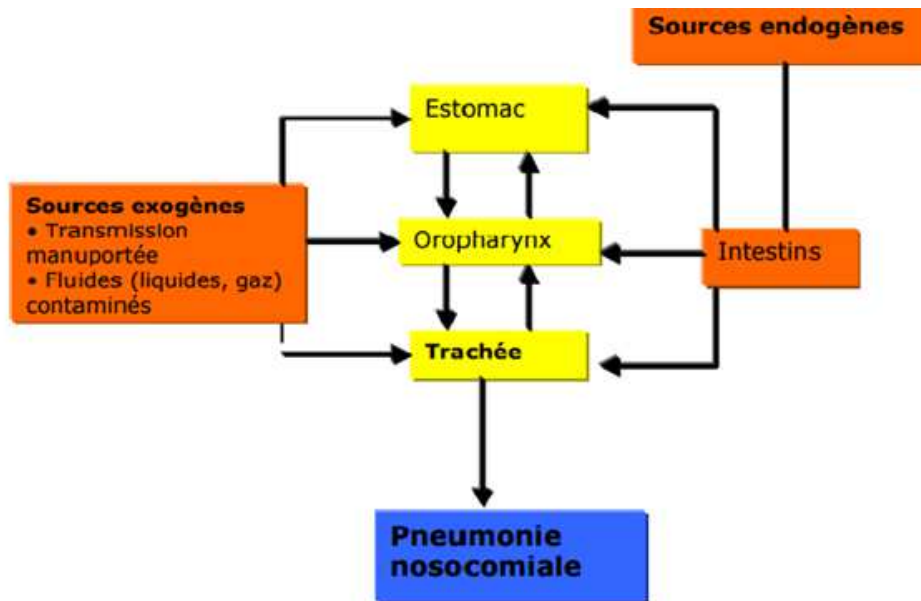 Sources endogènes
Estomac
Sources exogènes
• Transmission
manuportée
• Fluides (liquides, gaz)
contaminés
Oropharynx
Intestins
Trachée
Pneumonie
nosocomiale